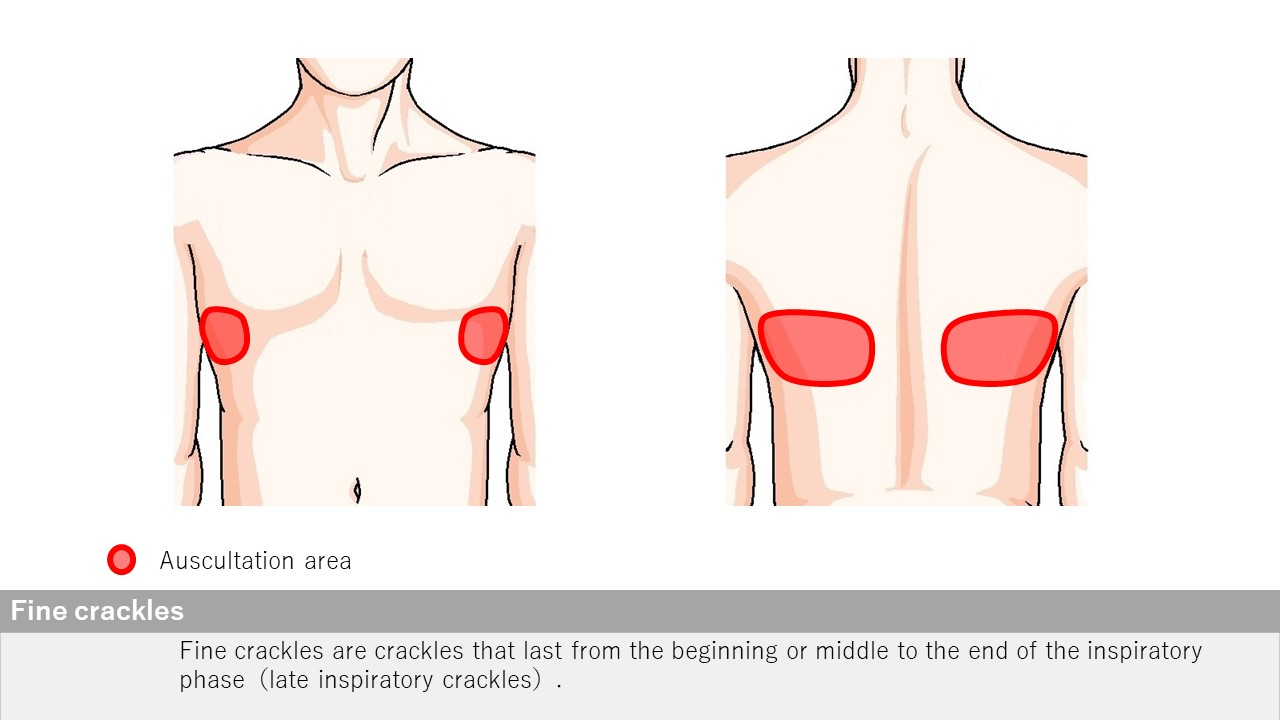 Auscultation area
Fine crackles
Fine crackles are crackles that last from the beginning or middle to the end of the inspiratory
phase（late inspiratory crackles）.